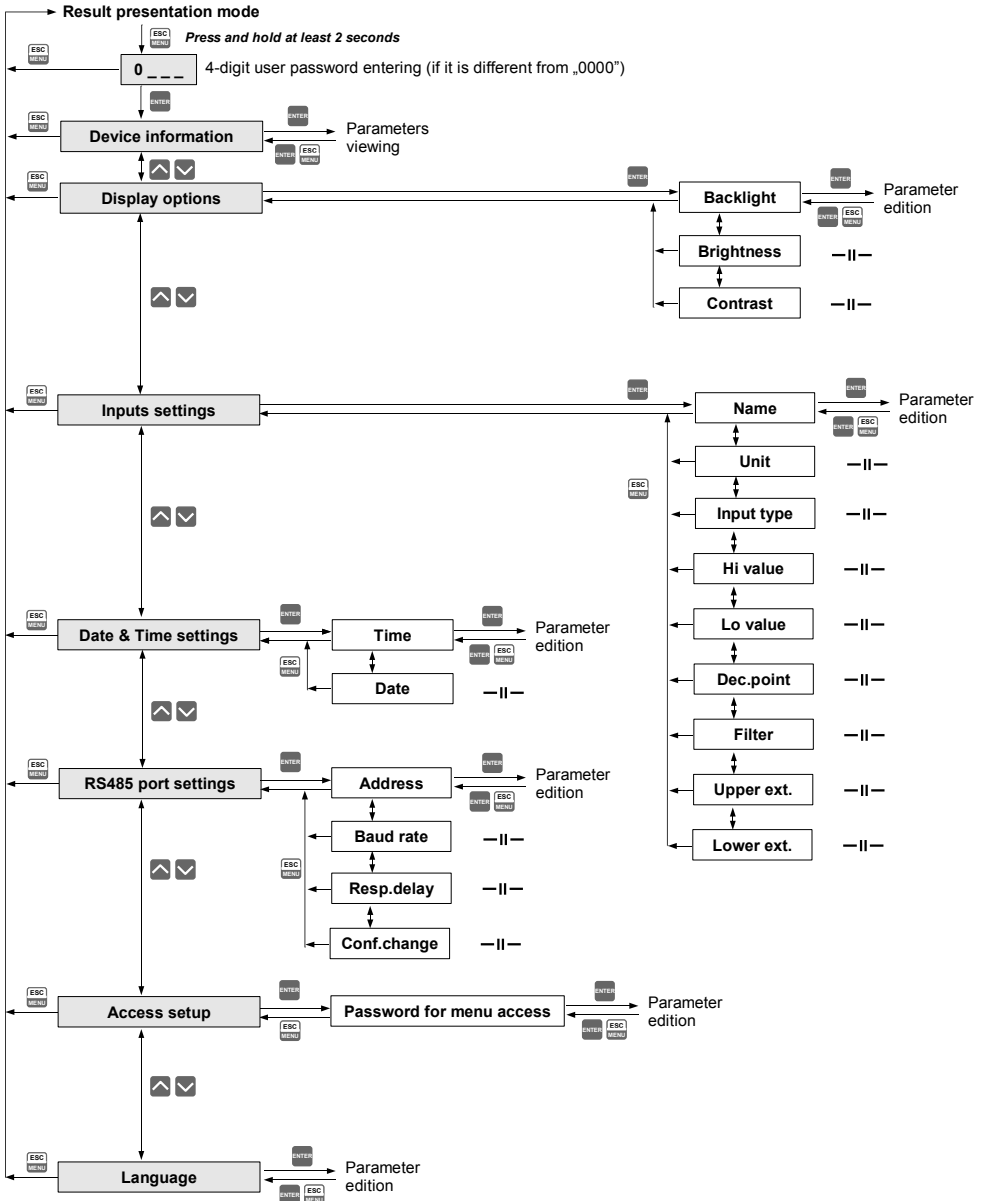 Result presentation mode
ESC
MENU
Press and hold at least 2 seconds
ESC
MENU
0 _ _ _
4-digit user password entering (if it is different from „0000”)
ENTER
ESC
MENU
Device information
ENTER
ENTER
ESC
MENU
Parameters
viewing
ESC
MENU
Display options
ENTER
Backlight
ENTER
ENTER
ESC
MENU
Parameter
edition
Brightness
—II—
Contrast
—II—
ESC
MENU
Inputs settings
ENTER
Name
ENTER
ENTER
ESC
MENU
Parameter
edition
ESC
MENU
Unit
—II—
Input type
—II—
Hi value
—II—
Lo value
—II—
Dec.point
—II—
Filter
—II—
Upper ext.
—II—
Lower ext.
—II—
ESC
MENU
Date & Time settings
ENTER
ESC
MENU
Time
ENTER
ENTER
ESC
MENU
Parameter
edition
Date
—II—
ESC
MENU
RS485 port settings
ENTER
Address
ENTER
ENTER
ESC
MENU
Parameter
edition
ESC
MENU
Baud rate
—II—
Resp.delay
—II—
Conf.change
—II—
ESC
MENU
Access setup
ENTER
ESC
MENU
Password for menu access
ENTER
ENTER
ESC
MENU
Parameter
edition
ESC
MENU
Language
ENTER
ENTER
ESC
MENU
Parameter
edition